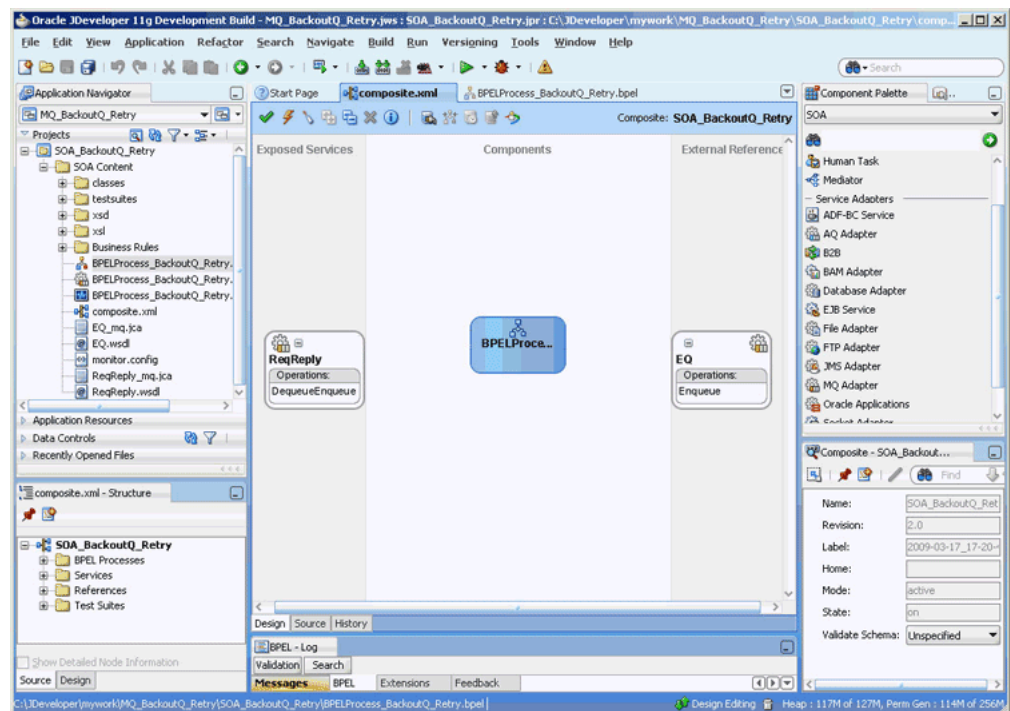 Oracle JDeveloper 11g Development Build - MQ_BackoutQ_Retry.jws : SOA_BackoutQ_Retry.jpr : C:\JDeveloper\mywork\MQ_BackoutQ_Retry\SOA_BackoutQ_Retry\comp...
File Edit View Application Refactor Search Navigate Build Run Versioning Tools Window Help
Search
Application Navigator
MQ_BackoutQ_Retry
Projects
SOA_BackoutQ_Retry
SOA Content
classes
testsuites
xsd
xsl
Business Rules
BPELProcess_BackoutQ_Retry.
BPELProcess_BackoutQ_Retry.
BPELProcess_BackoutQ_Retry.
composite.xml
EQ_mq.jca
EQ.wsdl
monitor.config
ReqReply_mq.jca
ReqReply.wsdl
Application Resources
Data Controls
Recently Opened Files
composite.xml - Structure
SOA_BackoutQ_Retry
BPEL Processes
Services
References
Test Suites
Show Detailed Node Information
Source Design
Start Page composite.xml BPELProcess_BackoutQ_Retry.bpel
Composite: SOA_BackoutQ_Retry
Exposed Services Components External Reference
ReqReply
Operations:
DequeueEnqueue
BPELProce...
EQ
Operations:
Enqueue
Design Source History
BPEL - Log
Validation Search
Messages BPEL Extensions Feedback
Component Palette
SOA
Human Task
Mediator
Service Adapters
ADF-BC Service
AQ Adapter
B2B
BAM Adapter
Database Adapter
EJB Service
File Adapter
FTP Adapter
JMS Adapter
MQ Adapter
Oracle Applications
Socket Adapter
Composite - SOA_Backout...
Find
Name: SOA_BackoutQ_Ret
Revision: 2.0
Label: 2009-03-17_17-20-
Home:
Mode: active
State: on
Validate Schema: Unspecified
C:\JDeveloper\mywork\MQ_BackoutQ_Retry\SOA_BackoutQ_Retry\BPELProcess_BackoutQ_Retry.bpel
Design Editing Heap : 117M of 127M, Perm Gen : 114M of 256M